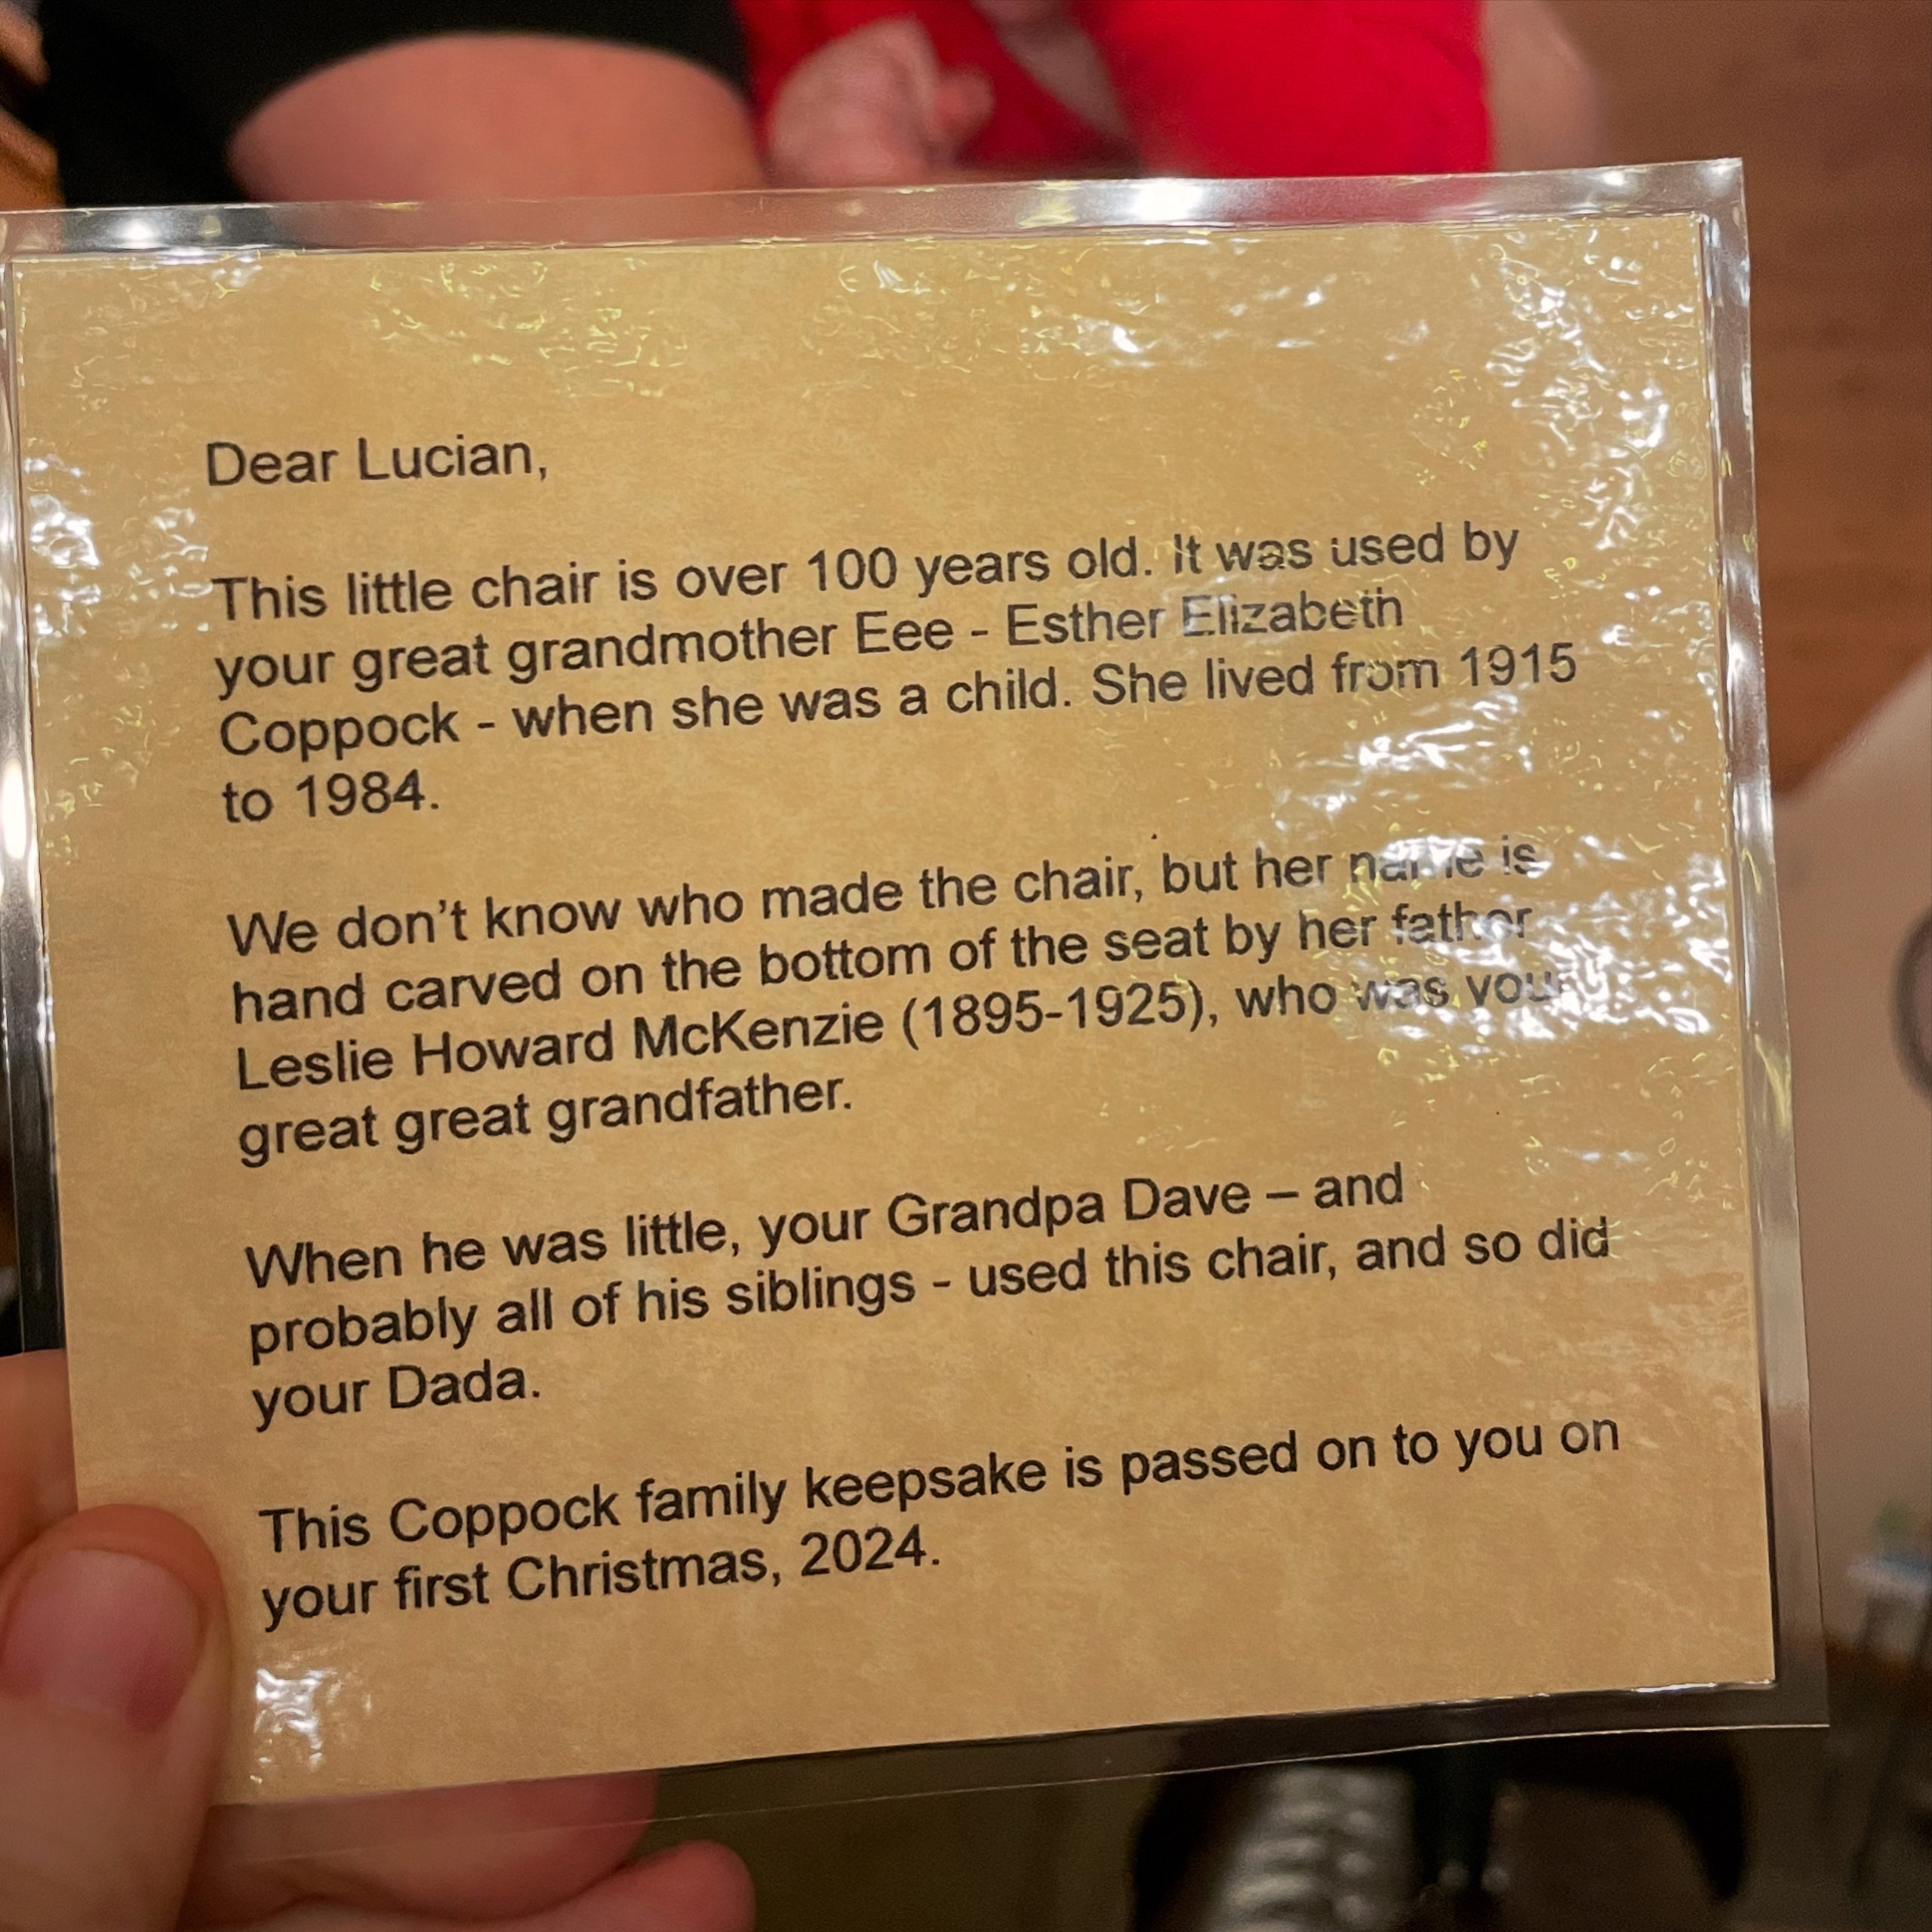 Dear Lucian,
This little chair is over 100 years old. It was used by
your great grandmother Eee - Esther Elizabeth
Coppock - when she was a child. She lived from 1915
to 1984.
We don't know who made the chair, but her name is
hand carved on the bottom of the seat by her father
Leslie Howard McKenzie (1895-1925), who was your
great great grandfather.
When he was little, your Grandpa Dave – and
probably all of his siblings - used this chair, and so did
your Dada.
This Coppock family keepsake is passed on to you on
your first Christmas, 2024.